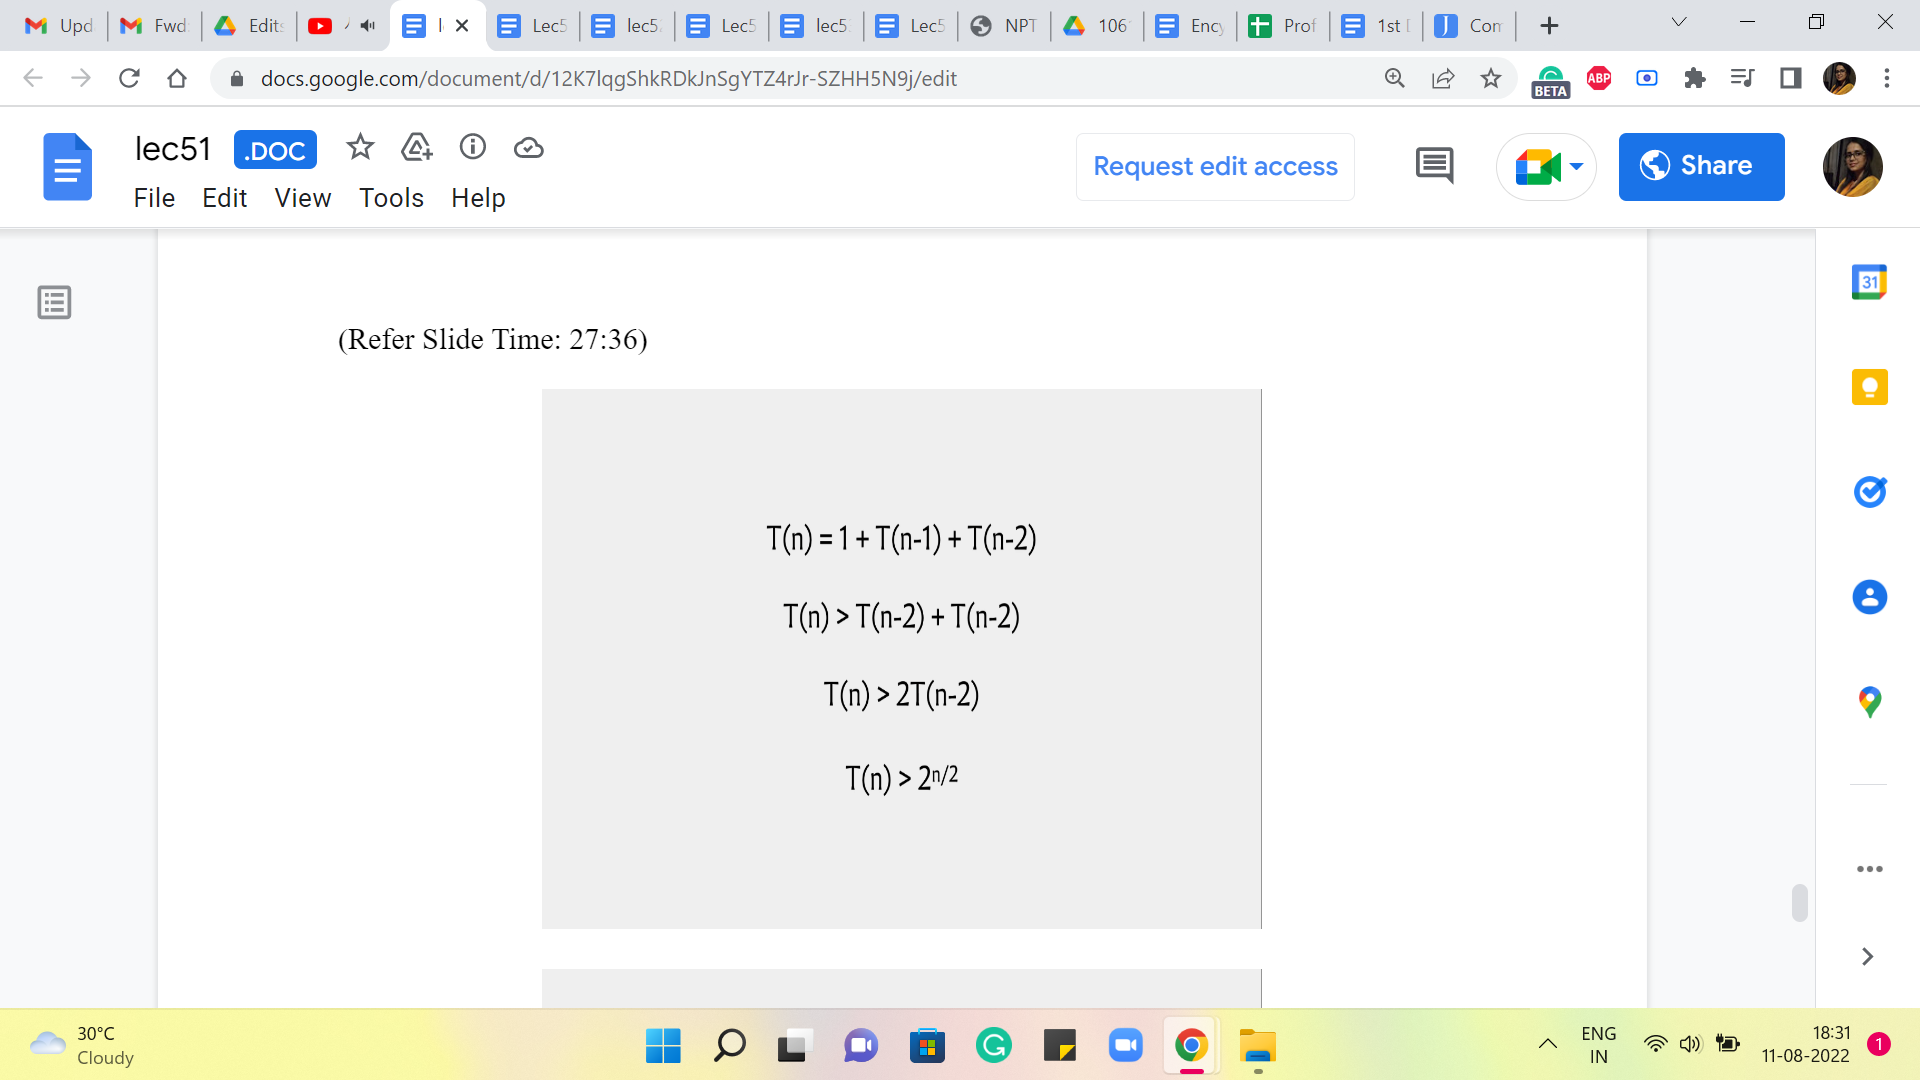 Upd
Fwd
Edits
Lec5
lec5
Lec5
lec5
Lec5
NPT
106
Ency
Prof
1st
Con
docs.google.com/document/d/12K7lqgShkRDkJnSgYTZ4rJr-SZHH5N9j/edit
ABP
BETA
lec51
.DOC
Request edit access
Share
File Edit View Tools Help
31
(Refer Slide Time: 27:36)
T(n) = 1 + T(n-1) + T(n-2)
T(n) > T(n-2) + T(n-2)
T(n) > 2T(n-2)
T(n) > 2^n/2
30°C
Cloudy
ENG
IN
18:31
11-08-2022
1